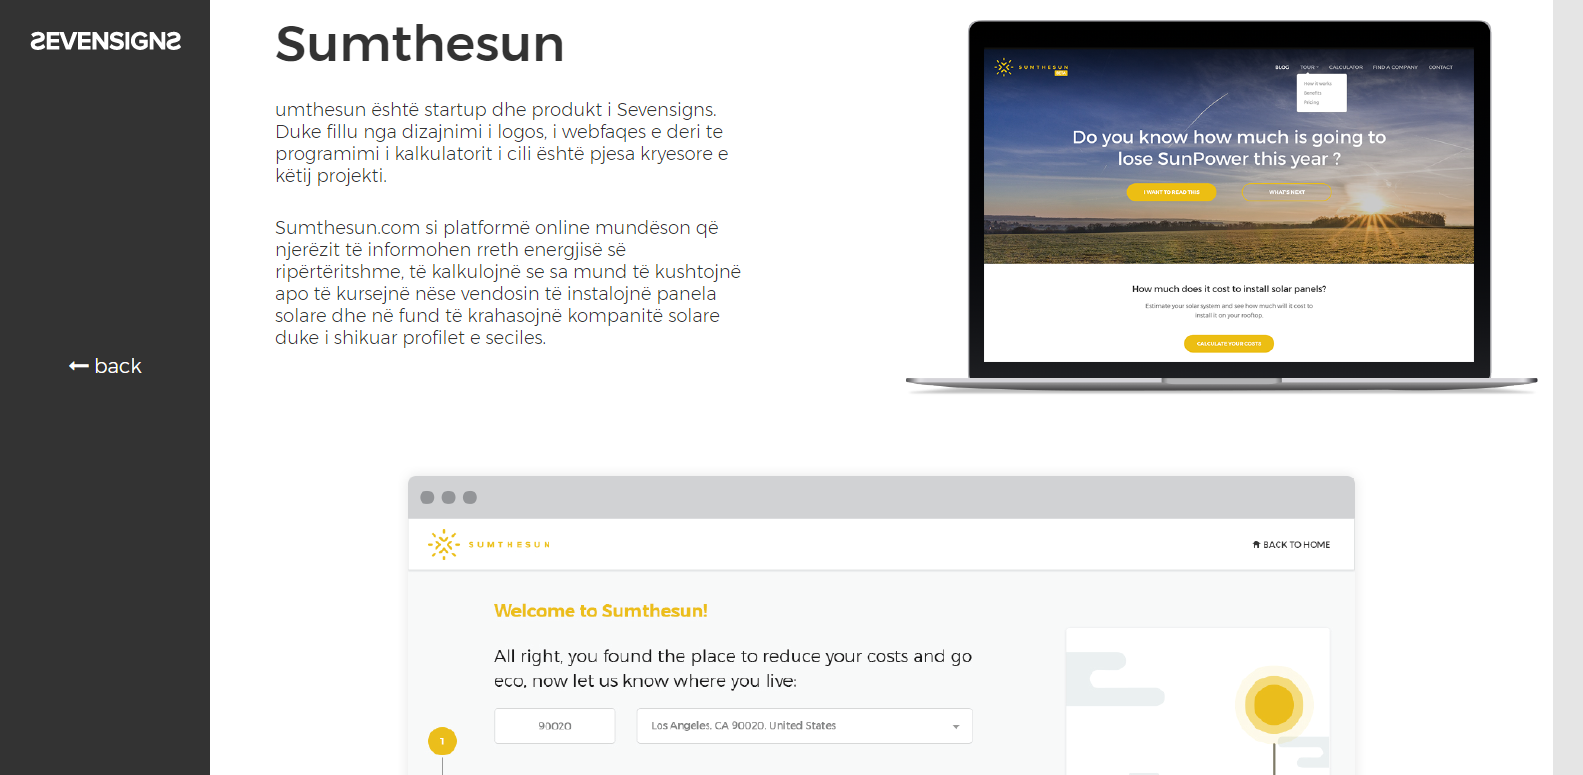 SEVENSIGNS
back
Sumthesun
umthesun është startup dhe produkt i Sevensigns.
Duke fillu nga dizajnimi i logos, i webfaqes e deri te
programimi i kalkulatorit i cili është pjesa kryesore e
këtij projekti.
Sumthesun.com si platformë online mundëson që
njerëzit të informohen rreth energjisë së
ripërtëritshme, të kalkulojnë se sa mund të kushtojnë
apo të kursejnë nëse vendosin të instalojnë panela
solare dhe në fund të krahasojnë kompanitë solare
duke i shikuar profilet e seciles.
SUMTHESUN
BETA
BLOG TOUR CALCULATOR FIND A COMPANY CONTACT
How it works
Benefits
Pricing
Do you know how much is going to
lose SunPower this year ?
I WANT TO READ THIS WHAT'S NEXT
How much does it cost to install solar panels?
Estimate your solar system and see how much will it cost to
install it on your rooftop.
CALCULATE YOUR COSTS
SUMTHESUN BACK TO HOME
Welcome to Sumthesun!
All right, you found the place to reduce your costs and go
eco, now let us know where you live:
90020 Los Angeles, CA 90020, United States
1